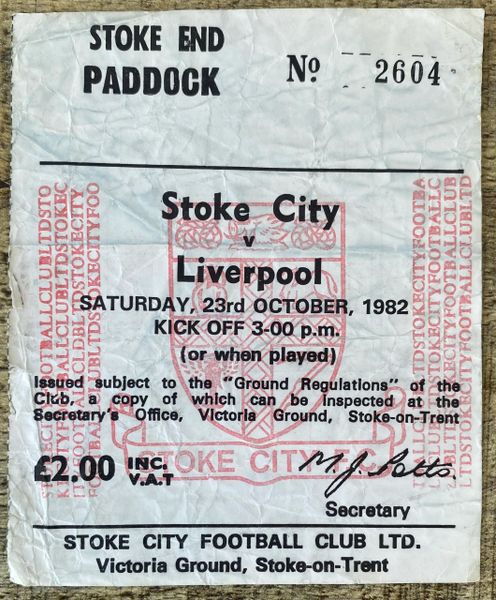 STOKE END
PADDOCK
Nº 2604
Stoke City
v
Liverpool
SATURDAY, 23rd OCTOBER, 1982
KICK OFF 3-00 p.m.
(or when played)
Issued subject to the "Ground Regulations" of the
Club, a copy of which can be inspected at the
Secretary's Office, Victoria Ground, Stoke-on-Trent
£2.00 INC.
V.A.T
STOKE CITY F.C.
M. J. Potts.
Secretary
STOKE CITY FOOTBALL CLUB LTD.
Victoria Ground, Stoke-on-Trent